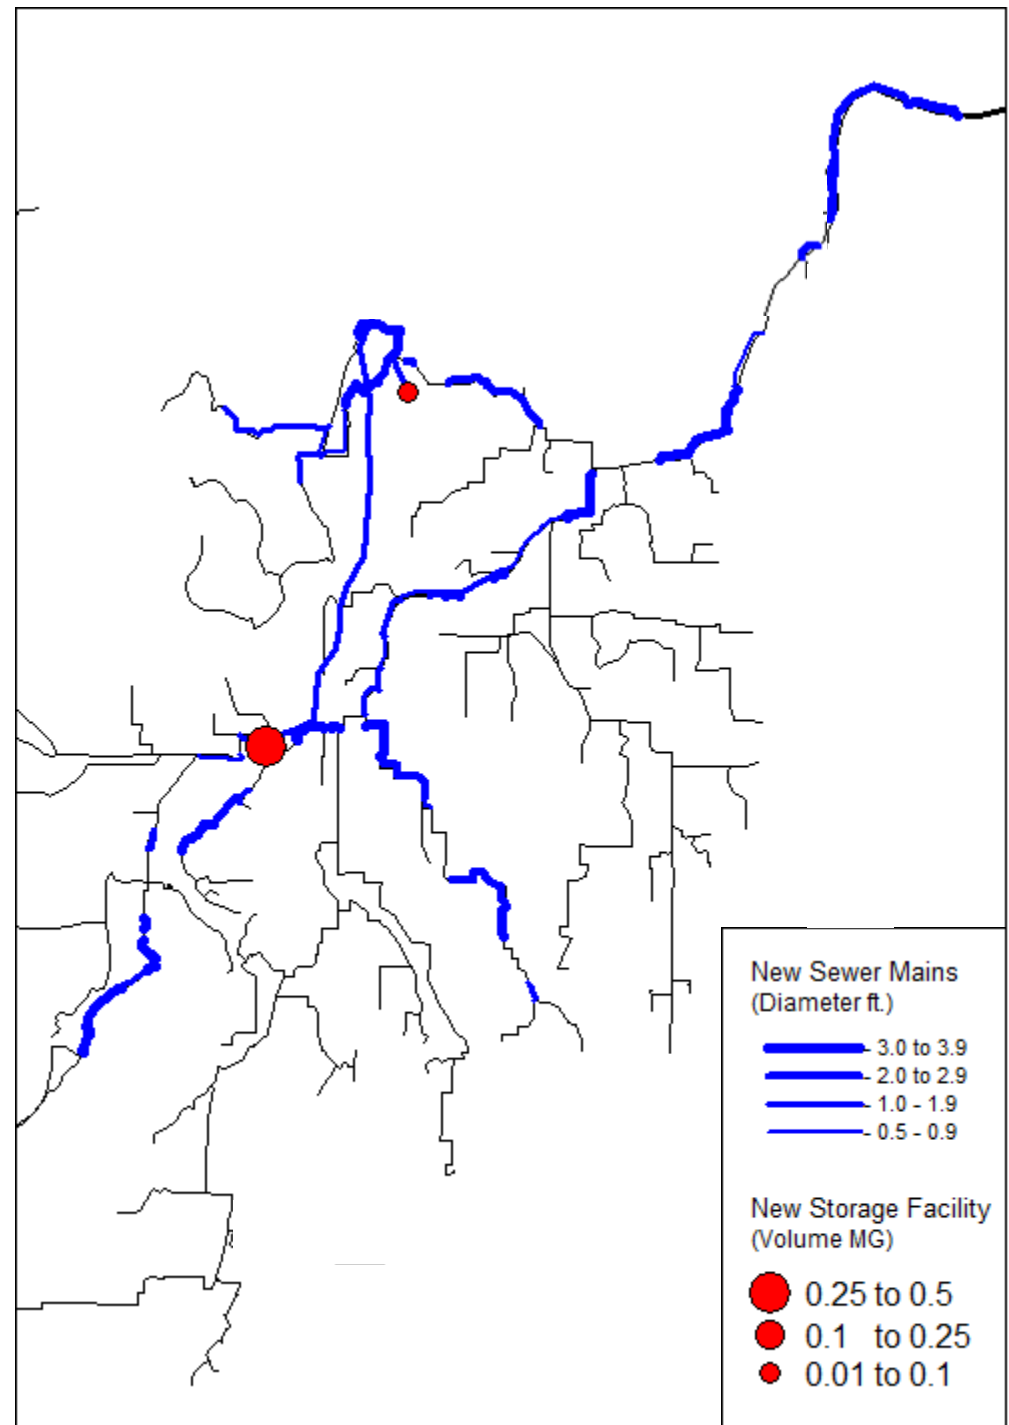 New Sewer Mains
(Diameter ft.)
- 3.0 to 3.9
- 2.0 to 2.9
- 1.0 - 1.9
- 0.5 - 0.9
New Storage Facility
(Volume MG)
0.25 to 0.5
0.1 to 0.25
0.01 to 0.1